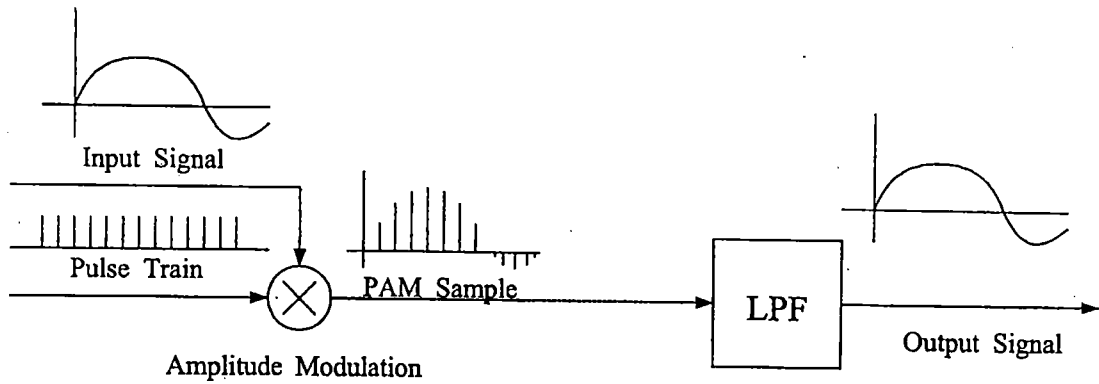 Input Signal
Pulse Train
PAM Sample
LPF
Output Signal
Amplitude Modulation